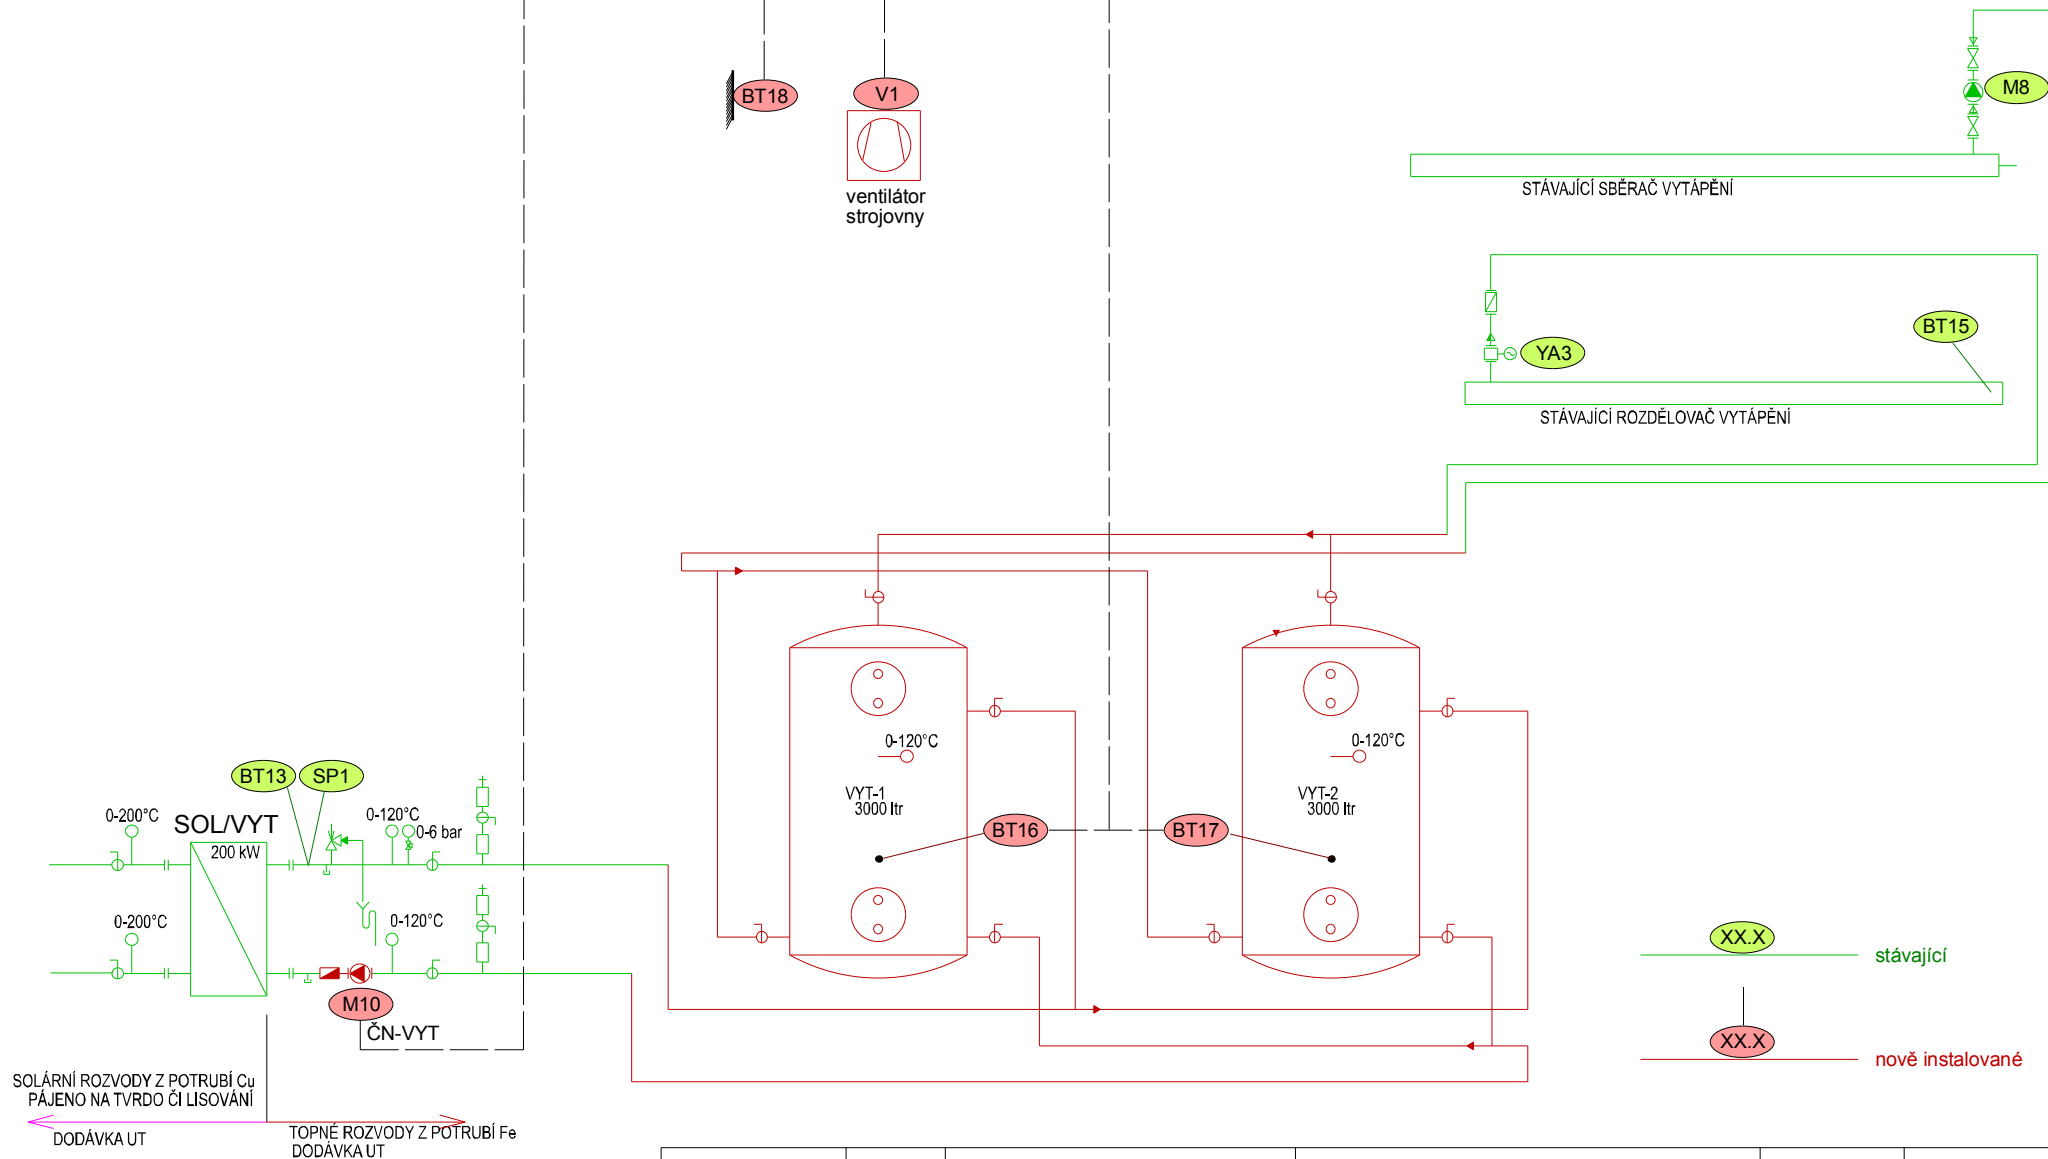 BT18
V1
M8
ventilátor
strojovny
STÁVAJÍCÍ SBĚRAČ VYTÁPĚNÍ
BT15
YA3
STÁVAJÍCÍ ROZDĚLOVAČ VYTÁPĚNÍ
0-120°C
0-120°C
VYT-1
3000 ltr
VYT-2
3000 ltr
BT16
BT17
BT13
SP1
0-200°C
SOL/VYT
200 kW
0-120°C
0-6 bar
0-200°C
0-120°C
M10
ČN-VYT
XX.X
stávající
XX.X
nově instalované
SOLÁRNÍ ROZVODY Z POTRUBÍ Cu
PÁJENO NA TVRDO ČI LISOVÁNÍ
DODÁVKA UT
TOPNÉ ROZVODY Z POTRUBÍ Fe
DODÁVKA UT